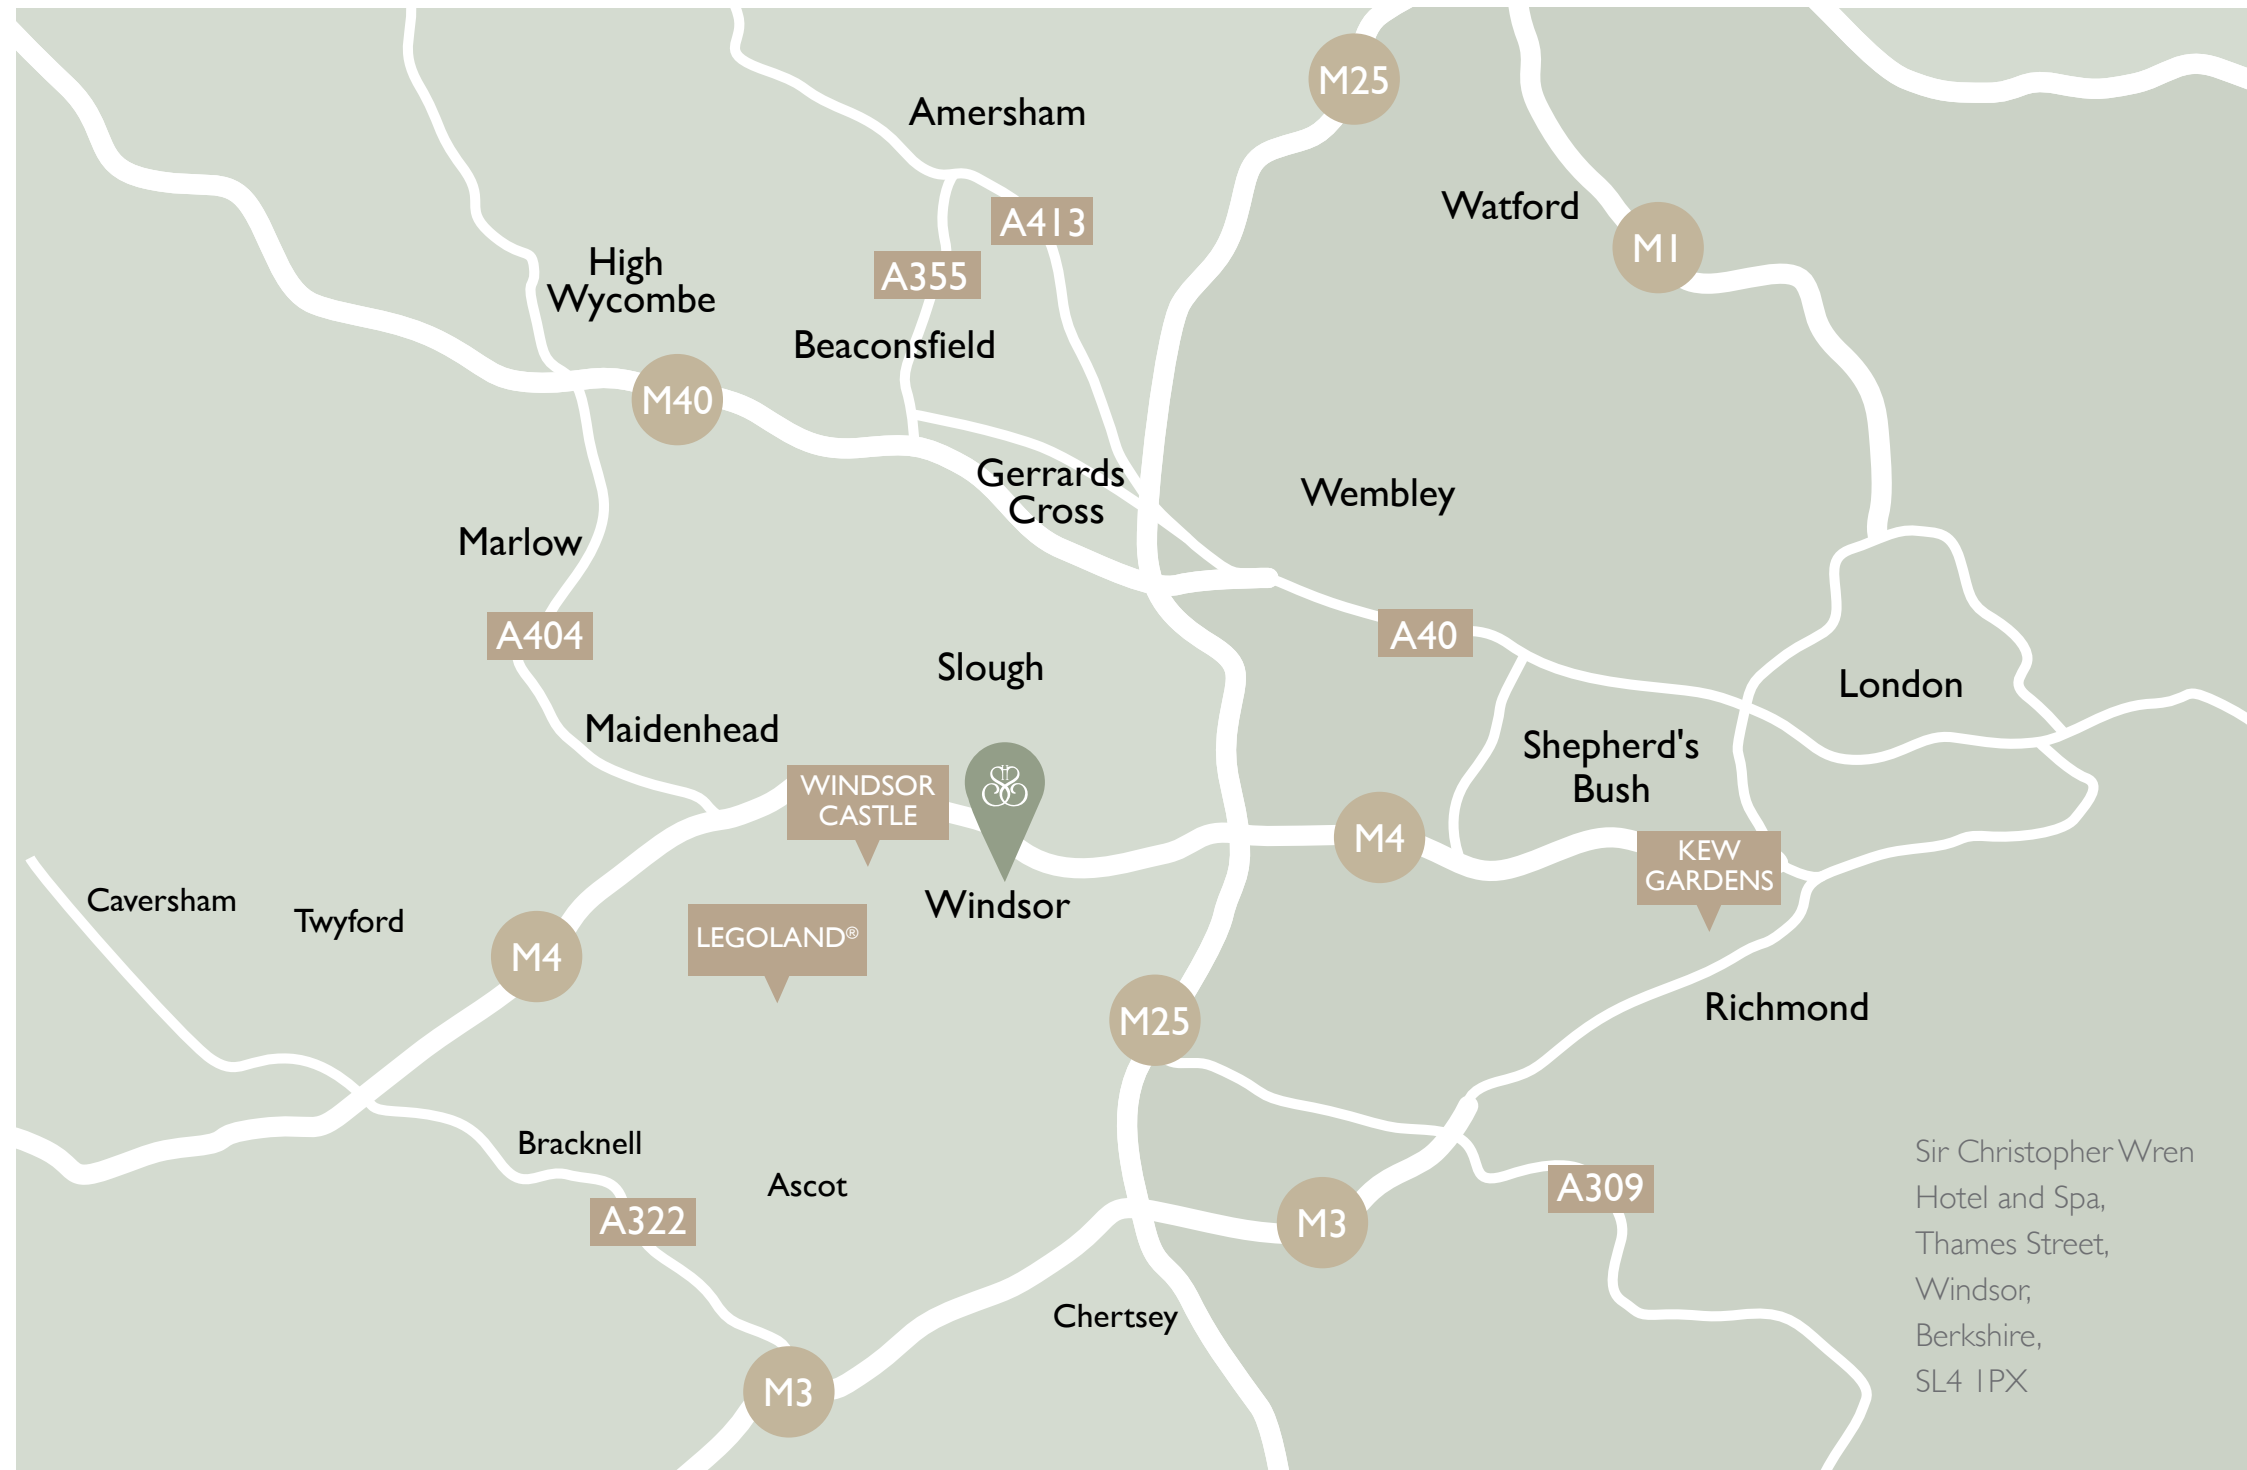 M25
Amersham
Watford
A413
M1
High
Wycombe
A355
Beaconsfield
M40
Gerrards
Cross
Wembley
Marlow
A404
A40
Slough
London
Maidenhead
Shepherd's
Bush
WINDSOR
CASTLE
M4
KEW
GARDENS
Caversham
Twyford
Windsor
LEGOLAND®
M4
M25
Richmond
Bracknell
Ascot
A309
A322
M3
Chertsey
M3
Sir Christopher Wren
Hotel and Spa,
Thames Street,
Windsor,
Berkshire,
SL4 1PX